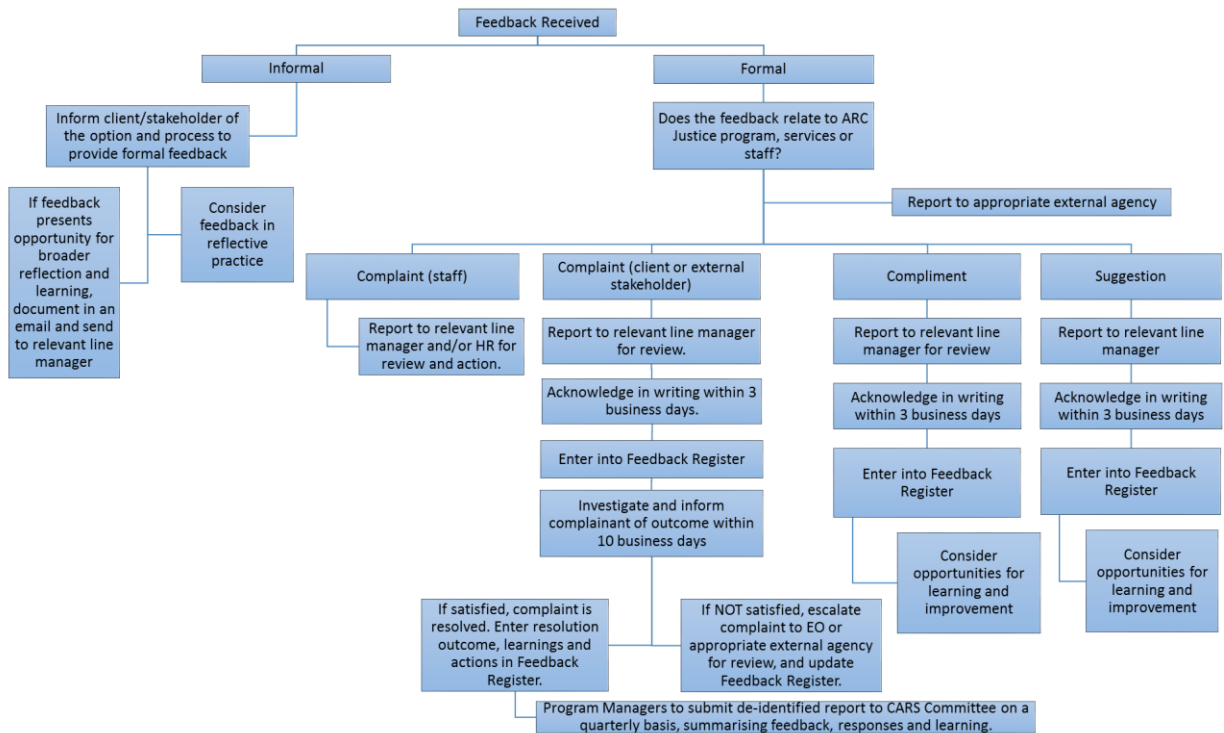 Feedback Received
Informal
Formal
Inform client/stakeholder of
the option and process to
provide formal feedback
Does the feedback relate to ARC
Justice program, services or
staff?
If feedback
presents
opportunity for
broader
reflection and
learning,
document in an
email and send
to relevant line
manager
Consider
feedback in
reflective
practice
Report to appropriate external agency
Complaint (staff)
Complaint (client or external
stakeholder)
Compliment
Suggestion
Report to relevant line
manager and/or HR for
review and action.
Report to relevant line manager
for review.
Report to relevant line
manager for review
Report to relevant line
manager
Acknowledge in writing within 3
business days.
Acknowledge in writing
within 3 business days
Acknowledge in writing
within 3 business days
Enter into Feedback Register
Enter into Feedback
Register
Enter into Feedback
Register
Investigate and inform
complainant of outcome within
10 business days
Consider
opportunities for
learning and
improvement
Consider
opportunities for
learning and
improvement
If satisfied, complaint is
resolved. Enter resolution
outcome, learnings and
actions in Feedback
Register.
If NOT satisfied, escalate
complaint to EO or
appropriate external agency
for review, and update
Feedback Register.
Program Managers to submit de-identified report to CARS Committee on a
quarterly basis, summarising feedback, responses and learning.